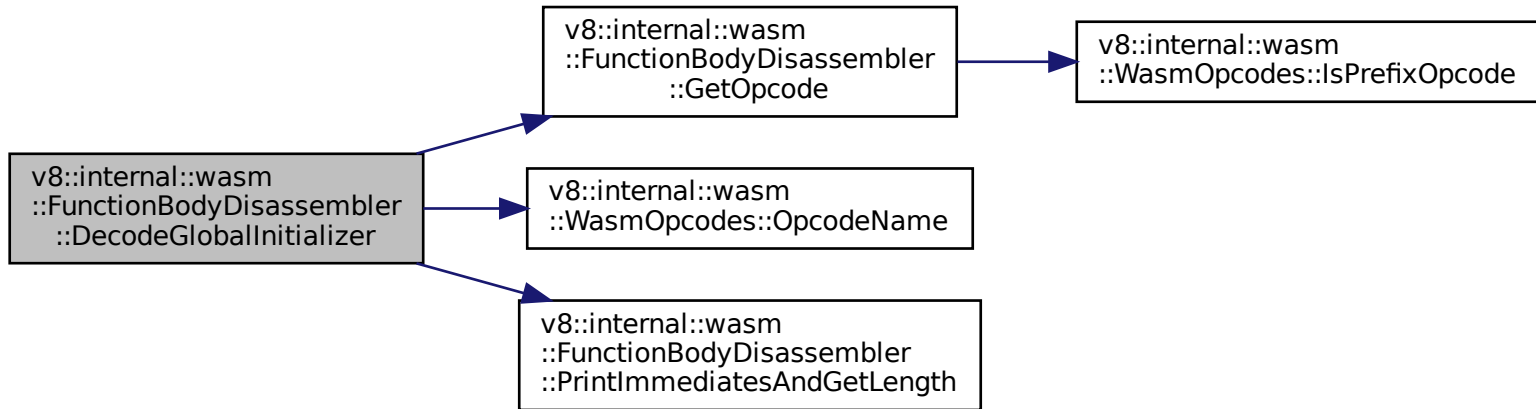 v8::internal::wasm
::FunctionBodyDisassembler
::DecodeGlobalInitializer
v8::internal::wasm
::FunctionBodyDisassembler
::GetOpcode
v8::internal::wasm
::WasmOpcodes::IsPrefixOpcode
v8::internal::wasm
::WasmOpcodes::OpcodeName
v8::internal::wasm
::FunctionBodyDisassembler
::PrintImmediatesAndGetLength